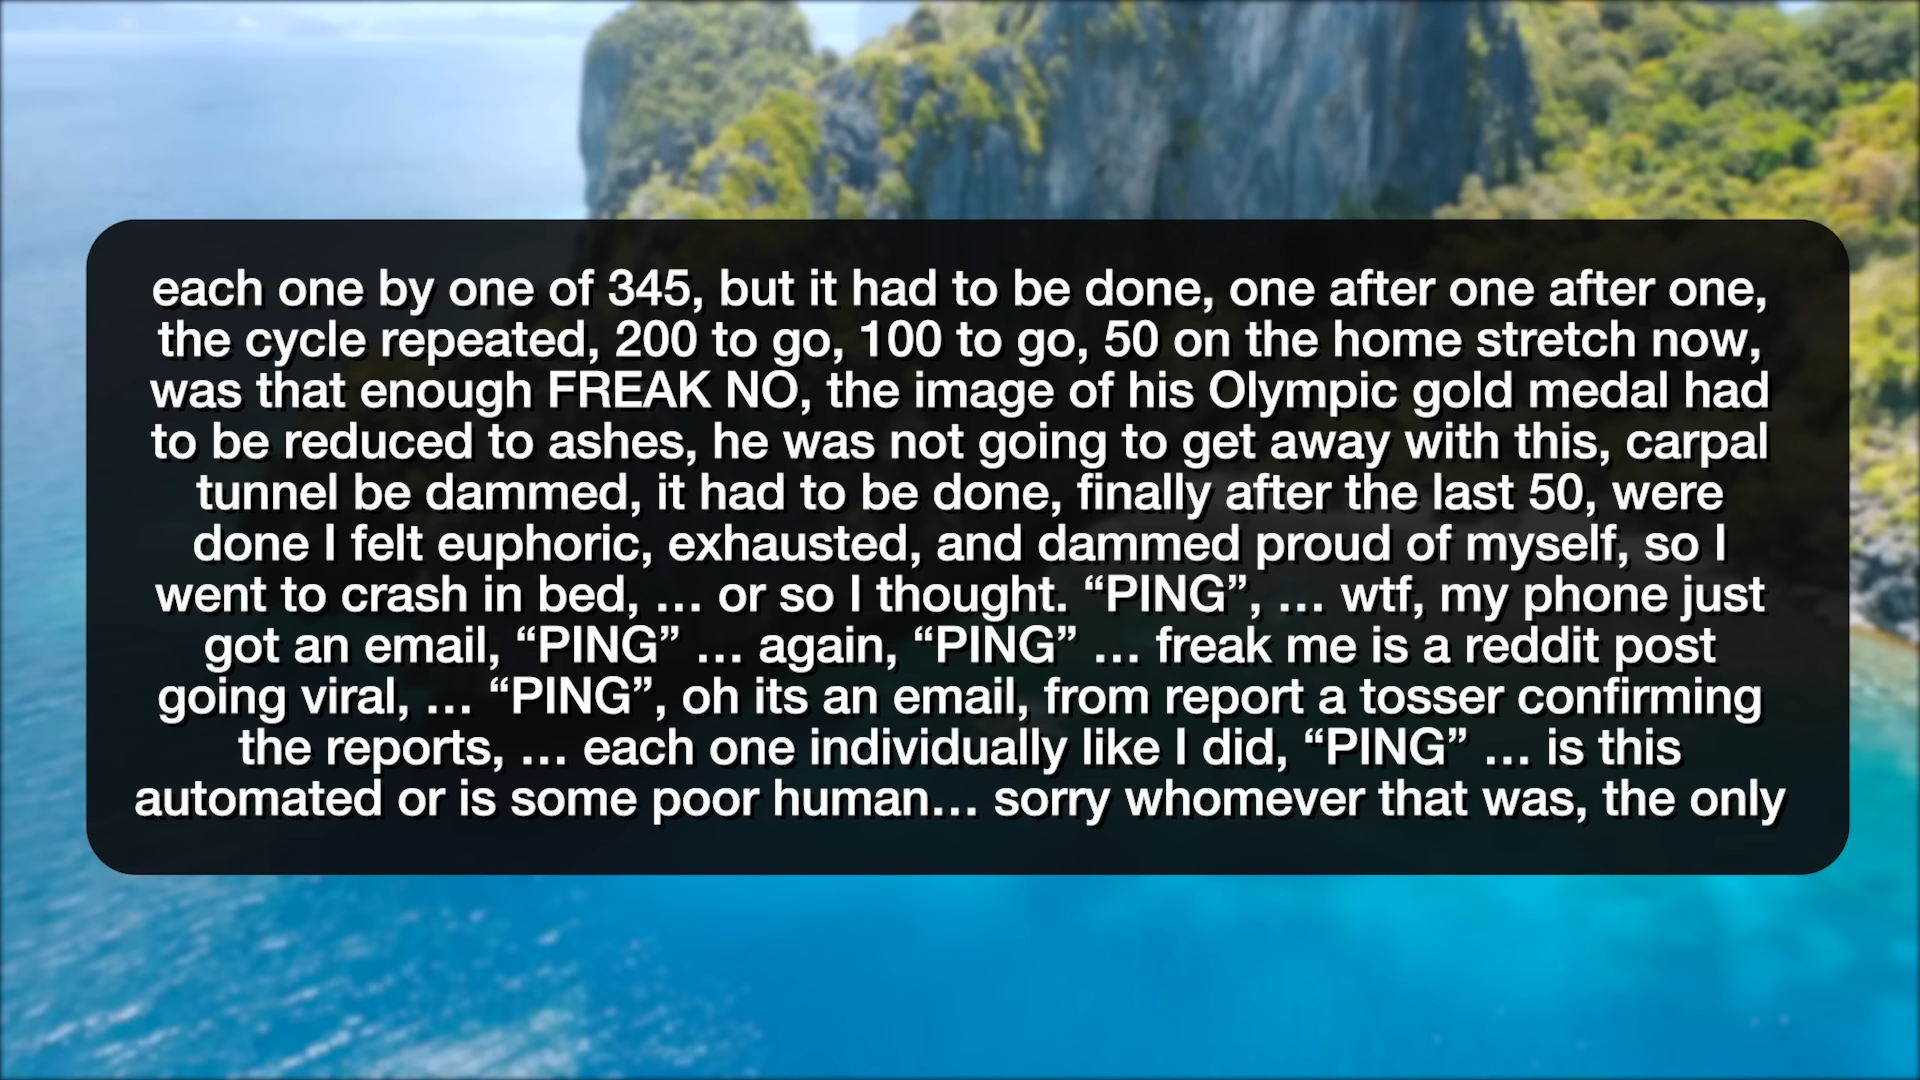 each one by one of 345, but it had to be done, one after one after one,
the cycle repeated, 200 to go, 100 to go, 50 on the home stretch now,
was that enough FREAK NO, the image of his Olympic gold medal had
to be reduced to ashes, he was not going to get away with this, carpal
tunnel be dammed, it had to be done, finally after the last 50, were
done I felt euphoric, exhausted, and dammed proud of myself, so I
went to crash in bed, … or so I thought. “PING”, … wtf, my phone just
got an email, “PING” … again, “PING” … freak me is a reddit post
going viral, … “PING”, oh its an email, from report a tosser confirming
the reports, … each one individually like I did, “PING” … is this
automated or is some poor human… sorry whomever that was, the only